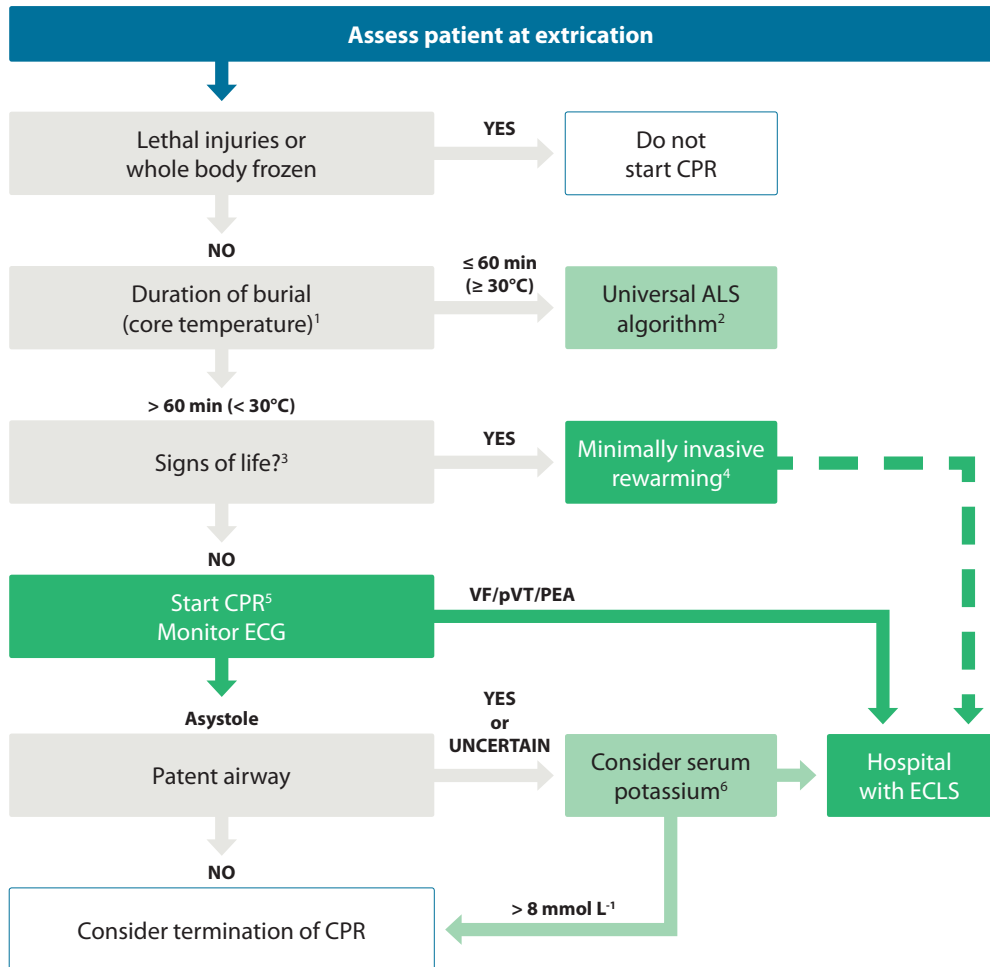 Assess patient at extrication
Lethal injuries or
whole body frozen
YES
Do not
start CPR
NO
Duration of burial
(core temperature)¹
≤ 60 min
(≥ 30°C)
Universal ALS
algorithm²
> 60 min (< 30°C)
Signs of life?³
YES
Minimally invasive
rewarming⁴
NO
Start CPR⁵
Monitor ECG
VF/pVT/PEA
Asystole
Patent airway
YES
or
UNCERTAIN
Consider serum
potassium⁶
Hospital
with ECLS
NO
> 8 mmol L⁻¹
Consider termination of CPR